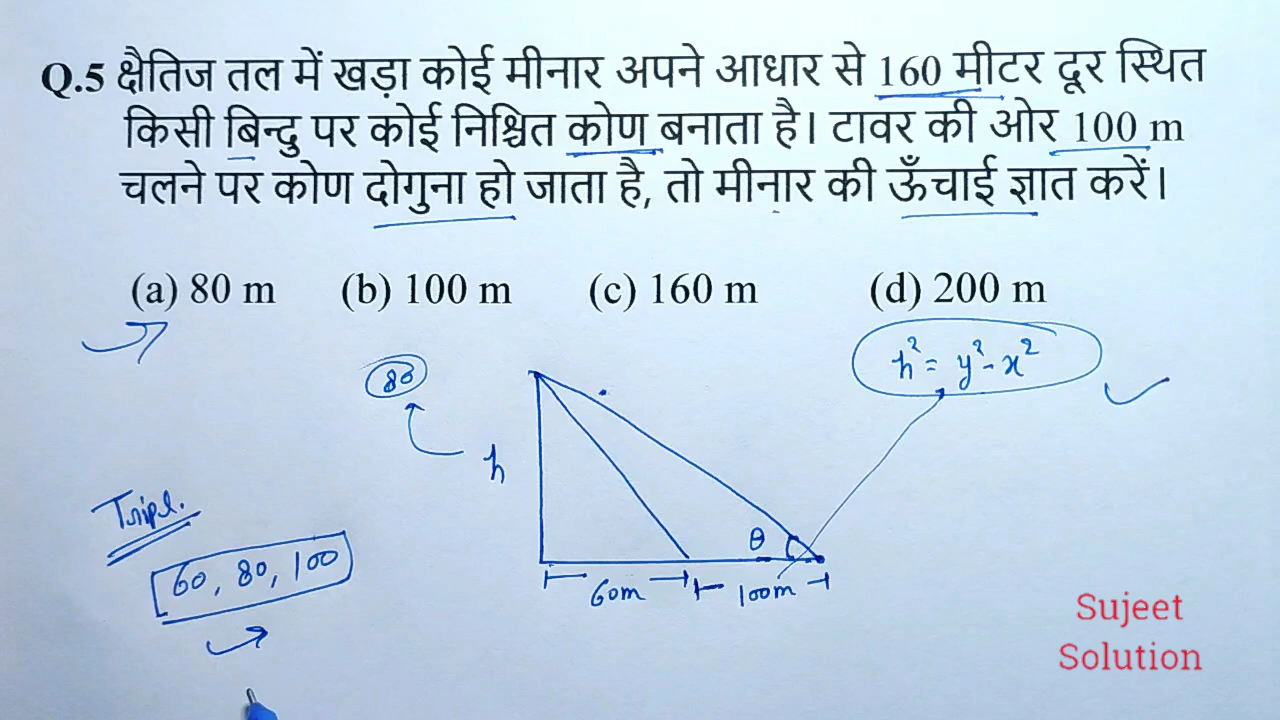 Q.5 क्षैतिज तल में खड़ा कोई मीनार अपने आधार से 160 मीटर दूर स्थित
किसी बिन्दु पर कोई निश्चित कोण बनाता है। टावर की ओर 100 m
चलने पर कोण दोगुना हो जाता है, तो मीनार की ऊँचाई ज्ञात करें।
(a) 80 m (b) 100 m (c) 160 m (d) 200 m
h² = y² - x²
80
h
Tripl.
θ
60, 80, 100
60m 100m
Sujeet
Solution